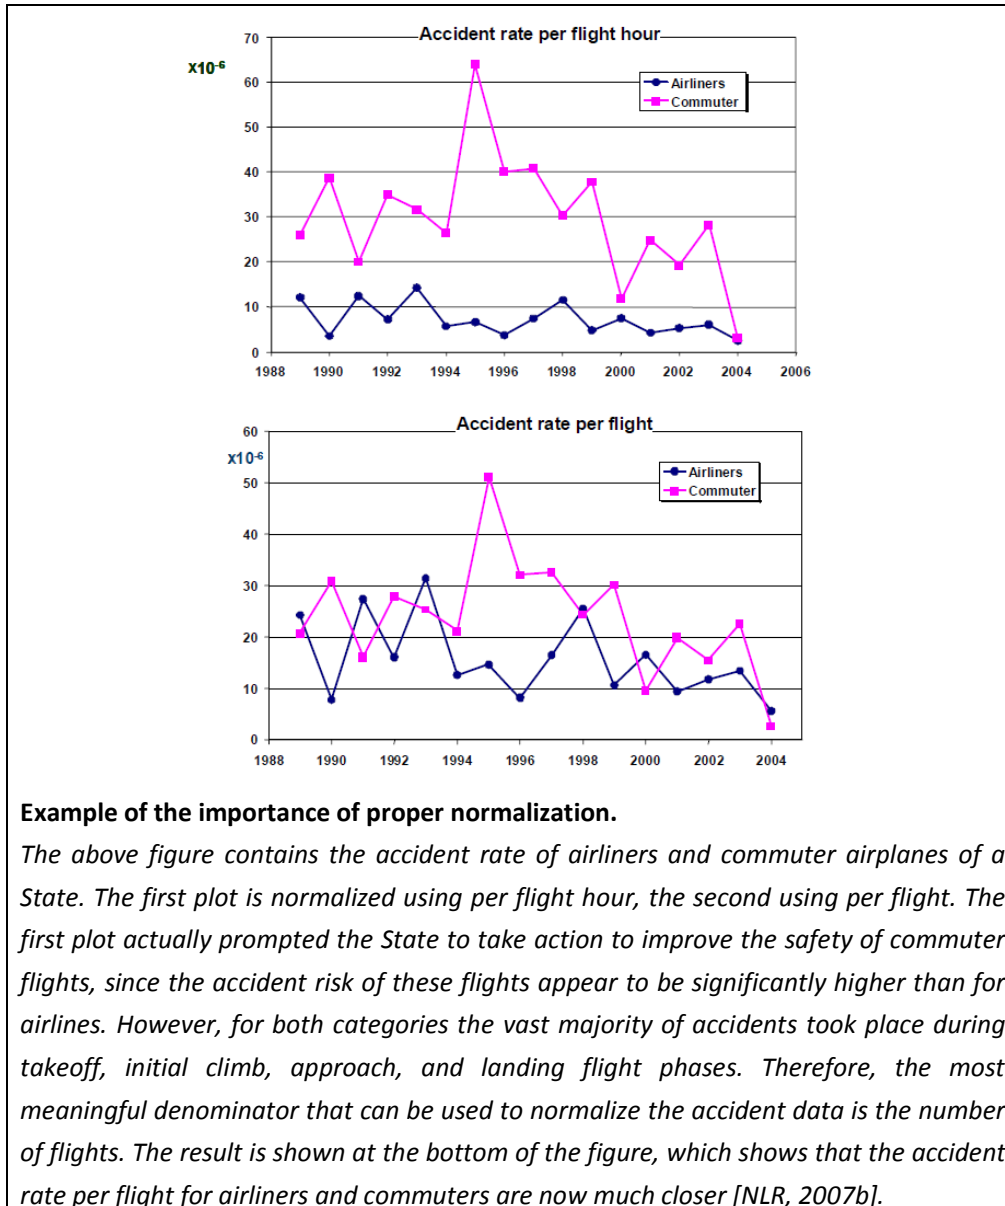 Accident rate per flight hour
x10-6
70
60
50
40
30
20
10
0
Airliners
Commuter
1988 1990 1992 1994 1996 1998 2000 2002 2004 2006
Accident rate per flight
x10-6
60
50
40
30
20
10
0
Airliners
Commuter
1988 1990 1992 1994 1996 1998 2000 2002 2004
Example of the importance of proper normalization.
The above figure contains the accident rate of airliners and commuter airplanes of a
State. The first plot is normalized using per flight hour, the second using per flight. The
first plot actually prompted the State to take action to improve the safety of commuter
flights, since the accident risk of these flights appear to be significantly higher than for
airlines. However, for both categories the vast majority of accidents took place during
takeoff, initial climb, approach, and landing flight phases. Therefore, the most
meaningful denominator that can be used to normalize the accident data is the number
of flights. The result is shown at the bottom of the figure, which shows that the accident
rate per flight for airliners and commuters are now much closer [NLR, 2007b].